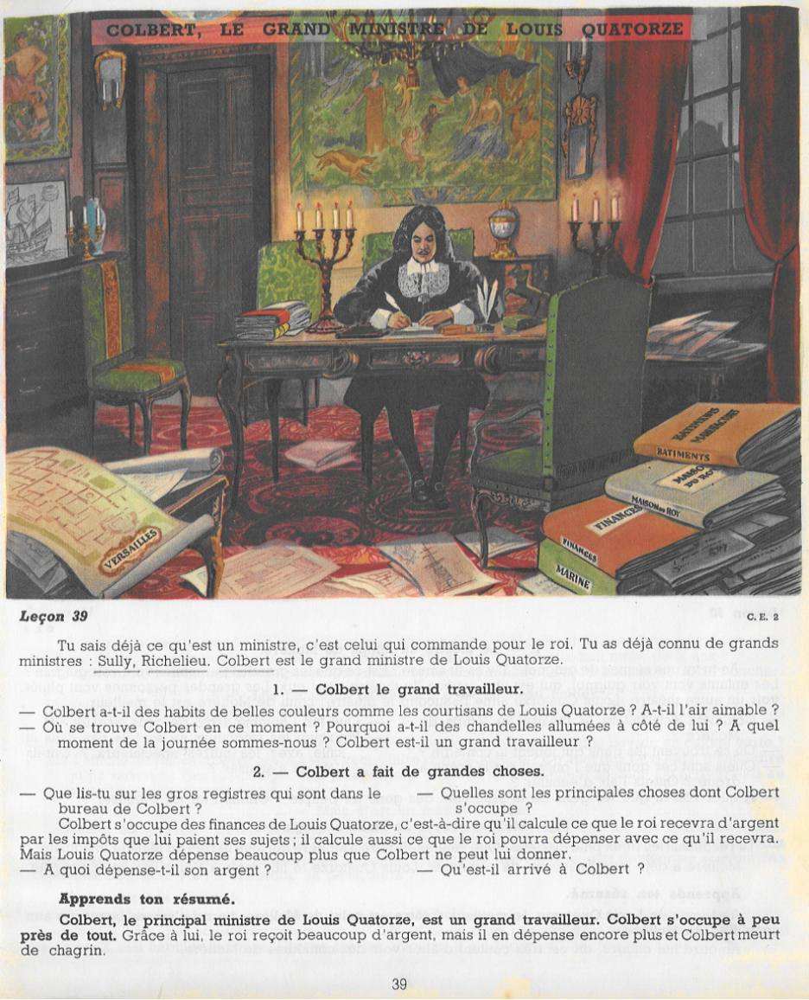 COLBERT, LE GRAND MINISTRE DE LOUIS QUATORZE
BATIMENTS
MANUFACTURE
BATIMENTS
MAISON
DU ROY
MAISON DU ROY
FINANCES
FINANCES
MARINE
VERSAILLES
Leçon 39
C. E. 2
Tu sais déjà ce qu'est un ministre, c'est celui qui commande pour le roi. Tu as déjà connu de grands
ministres : Sully, Richelieu. Colbert est le grand ministre de Louis Quatorze.
1. — Colbert le grand travailleur.
— Colbert a-t-il des habits de belles couleurs comme les courtisans de Louis Quatorze ? A-t-il l'air aimable ?
— Où se trouve Colbert en ce moment ? Pourquoi a-t-il des chandelles allumées à côté de lui ? A quel
moment de la journée sommes-nous ? Colbert est-il un grand travailleur ?
2. — Colbert a fait de grandes choses.
— Que lis-tu sur les gros registres qui sont dans le
bureau de Colbert ?
— Quelles sont les principales choses dont Colbert
s'occupe ?
Colbert s'occupe des finances de Louis Quatorze, c'est-à-dire qu'il calcule ce que le roi recevra d'argent
par les impôts que lui paient ses sujets ; il calcule aussi ce que le roi pourra dépenser avec ce qu'il recevra.
Mais Louis Quatorze dépense beaucoup plus que Colbert ne peut lui donner.
— A quoi dépense-t-il son argent ?
— Qu'est-il arrivé à Colbert ?
Apprends ton résumé.
Colbert, le principal ministre de Louis Quatorze, est un grand travailleur. Colbert s'occupe à peu
près de tout. Grâce à lui, le roi reçoit beaucoup d'argent, mais il en dépense encore plus et Colbert meurt
de chagrin.
39